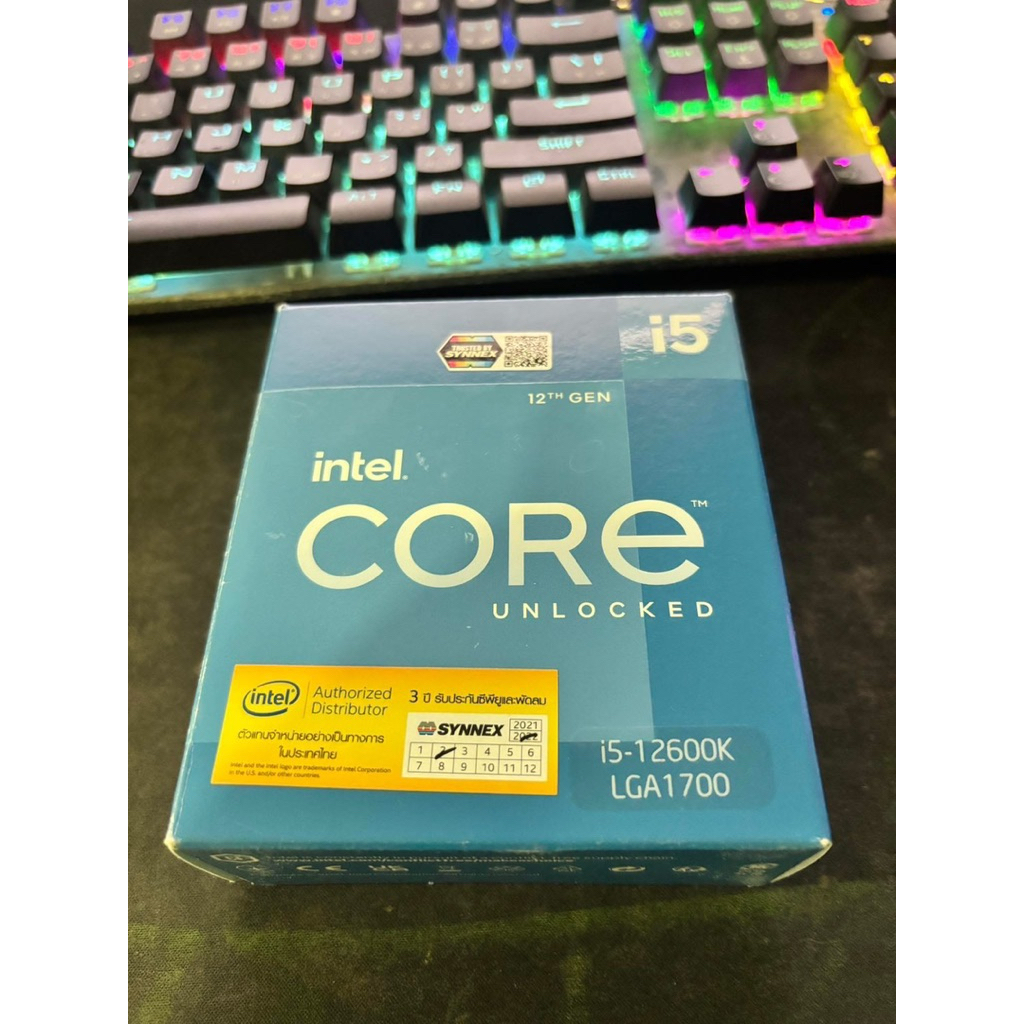 TRUSTED BY
SYNNEX
i5
12TH GEN
intel.
CORE™
UNLOCKED
intel®
Authorized
Distributor
3 ปี รับประกันซีพียูและพัดลม
ตัวแทนจำหน่ายอย่างเป็นทางการ
ในประเทศไทย
SYNNEX
2021
2022
1 2 3 4 5 6
7 8 9 10 11 12
Intel and the Intel logo are trademarks of Intel Corporation
in the U.S. and/or other countries.
i5-12600K
LGA1700
CE